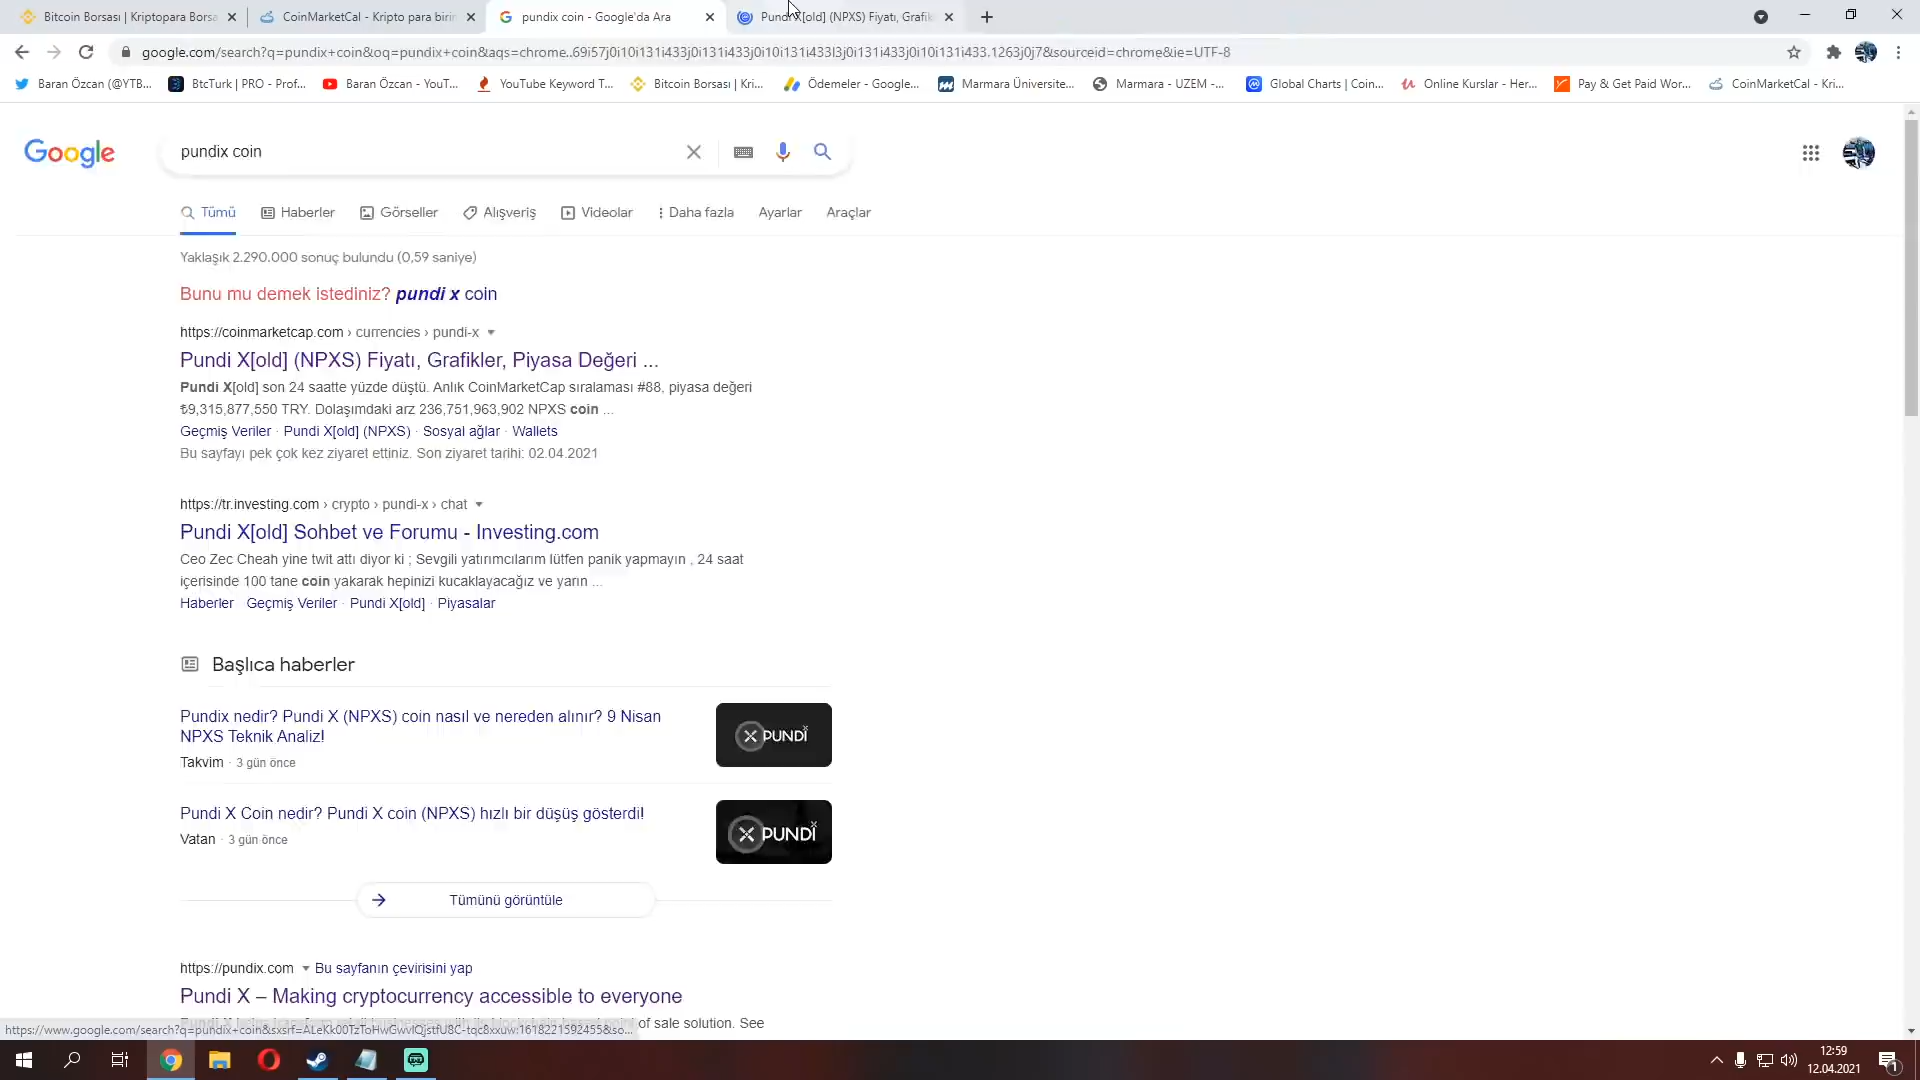 Bitcoin Borsası | Kriptopara Borsa
CoinMarketCal - Kripto para birin
pundix coin - Google'da Ara
Pundi X[old] (NPXS) Fiyatı, Grafik
google.com/search?q=pundix+coin&oq=pundix+coin&aqs=chrome..69i57j0i10i131i433j0i131i433j0i10i131i433l3j0i131i433j0i10i131i433.1263j0j7&sourceid=chrome&ie=UTF-8
Baran Özcan (@YTB...
BtcTurk | PRO - Prof...
Baran Özcan - YouT...
YouTube Keyword T...
Bitcoin Borsası | Kri...
Ödemeler - Google...
Marmara Üniversite...
Marmara - UZEM -...
Global Charts | Coin...
Online Kurslar - Her...
Pay & Get Paid Wor...
CoinMarketCal - Kri...
Google
pundix coin
Tümü
Haberler
Görseller
Alışveriş
Videolar
Daha fazla
Ayarlar
Araçlar
Yaklaşık 2.290.000 sonuç bulundu (0,59 saniye)
Bunu mu demek istediniz? pundi x coin
https://coinmarketcap.com › currencies › pundi-x
Pundi X[old] (NPXS) Fiyatı, Grafikler, Piyasa Değeri ...
Pundi X[old] son 24 saatte yüzde düştü. Anlık CoinMarketCap sıralaması #88, piyasa değeri
₺9,315,877,550 TRY. Dolaşımdaki arz 236,751,963,902 NPXS coin ...
Geçmiş Veriler · Pundi X[old] (NPXS) · Sosyal ağlar · Wallets
Bu sayfayı pek çok kez ziyaret ettiniz. Son ziyaret tarihi: 02.04.2021
https://tr.investing.com › crypto › pundi-x › chat
Pundi X[old] Sohbet ve Forumu - Investing.com
Ceo Zec Cheah yine twit attı diyor ki ; Sevgili yatırımcılarım lütfen panik yapmayın , 24 saat
içerisinde 100 tane coin yakarak hepinizi kucaklayacağız ve yarın ...
Haberler · Geçmiş Veriler · Pundi X[old] · Piyasalar
Başlıca haberler
Pundix nedir? Pundi X (NPXS) coin nasıl ve nereden alınır? 9 Nisan
NPXS Teknik Analiz!
Takvim · 3 gün önce
PUNDI X
Pundi X Coin nedir? Pundi X coin (NPXS) hızlı bir düşüş gösterdi!
Vatan · 3 gün önce
PUNDI X
Tümünü görüntüle
https://pundix.com
Bu sayfanın çevirisini yap
Pundi X – Making cryptocurrency accessible to everyone
of sale solution. See
12:59
12.04.2021
1